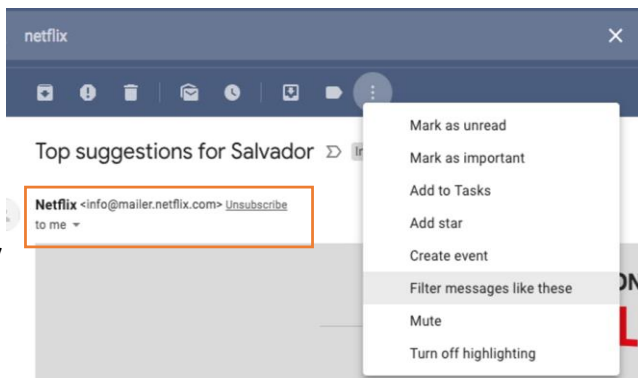 netflix
Top suggestions for Salvador
Mark as unread
Mark as important
Netflix <info@mailer.netflix.com> Unsubscribe
to me
Add to Tasks
Add star
Create event
Filter messages like these
Mute
Turn off highlighting